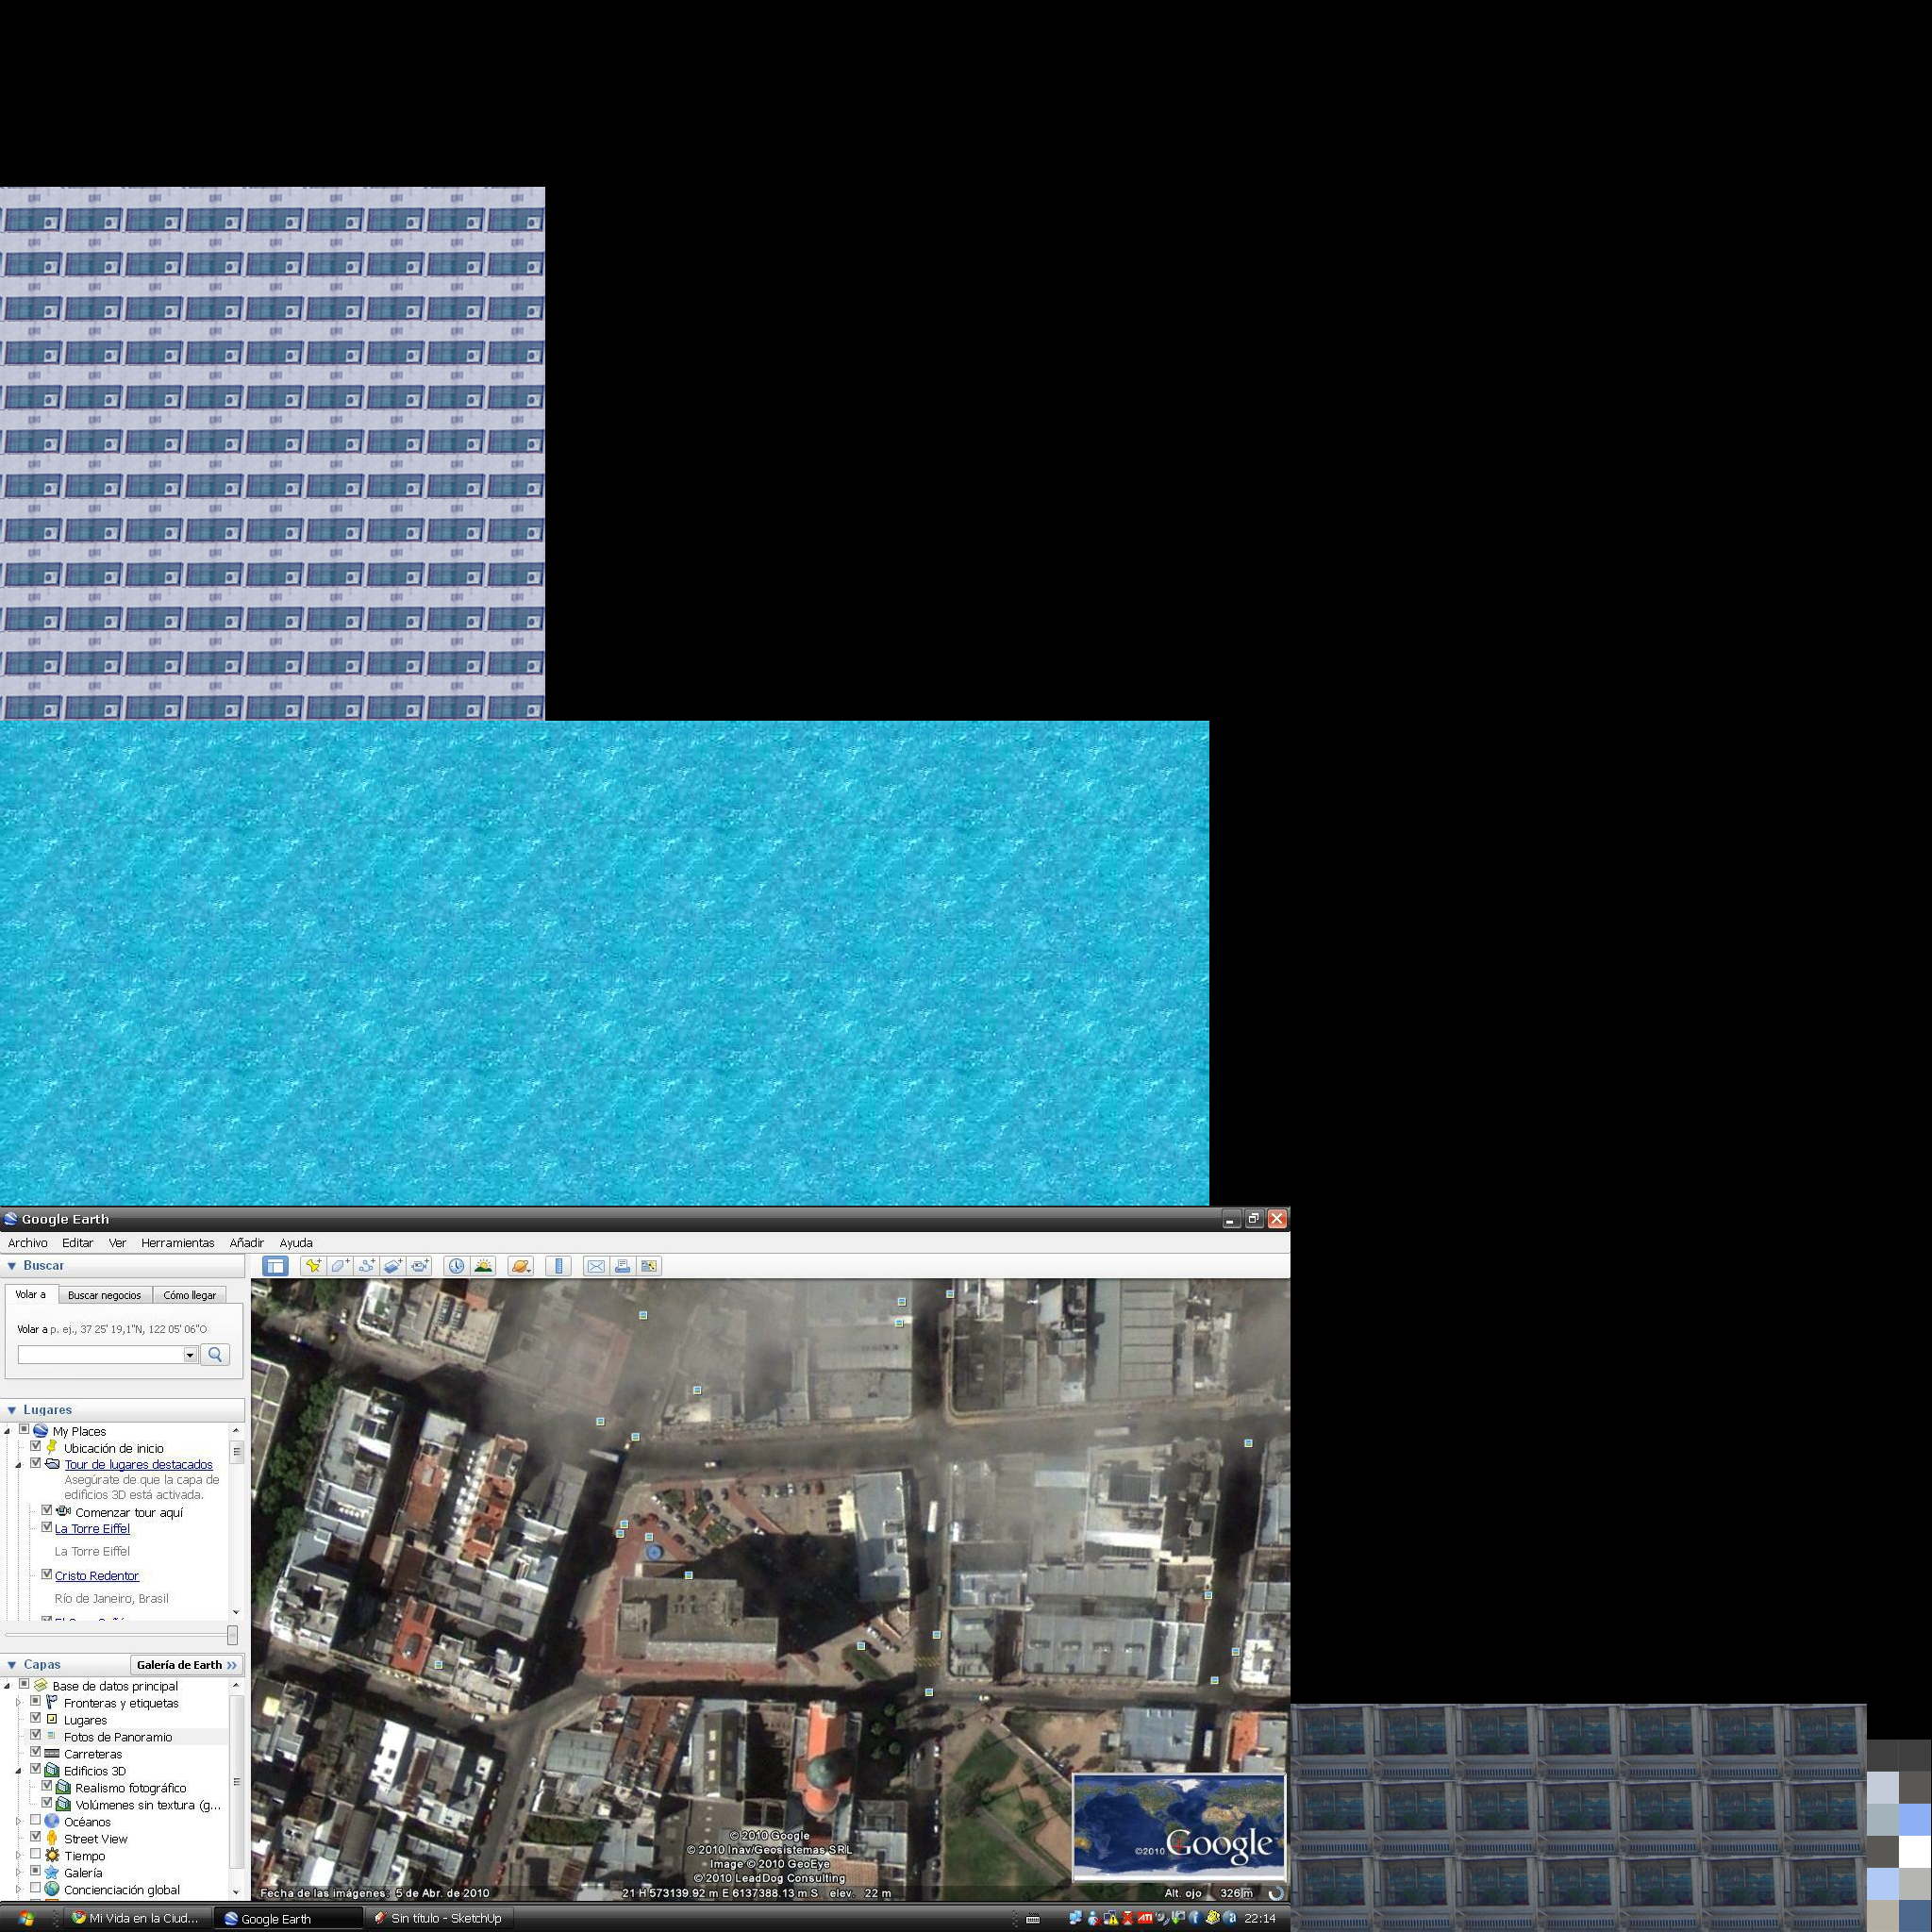 Google Earth
Archivo Editar Ver Herramientas Añadir Ayuda
Buscar
Volar a Buscar negocios Cómo llegar
Volar a p. ej., 37 25' 19,1"N, 122 05' 06"O
Lugares
My Places
Ubicación de inicio
Tour de lugares destacados
Asegúrate de que la capa de
edificios 3D está activada.
Comenzar tour aquí
La Torre Eiffel
La Torre Eiffel
Cristo Redentor
Río de Janeiro, Brasil
Capas Galería de Earth >>
Base de datos principal
Fronteras y etiquetas
Lugares
Fotos de Panoramio
Carreteras
Edificios 3D
Realismo fotográfico
Volúmenes sin textura (g...
Océanos
Street View
Tiempo
Galería
Concienciación global
© 2010 Google
© 2010 Inav/Geosistemas SRL
Image © 2010 GeoEye
© 2010 LeadDog Consulting
©2010 Google
Fecha de las imágenes: 5 de Abr. de 2010 21 H 573139.92 m E 6137388.13 m S elev. 22 m Alt. ojo 326 m
Mi Vida en la Ciud... Google Earth Sin título - SketchUp ATI 22:14